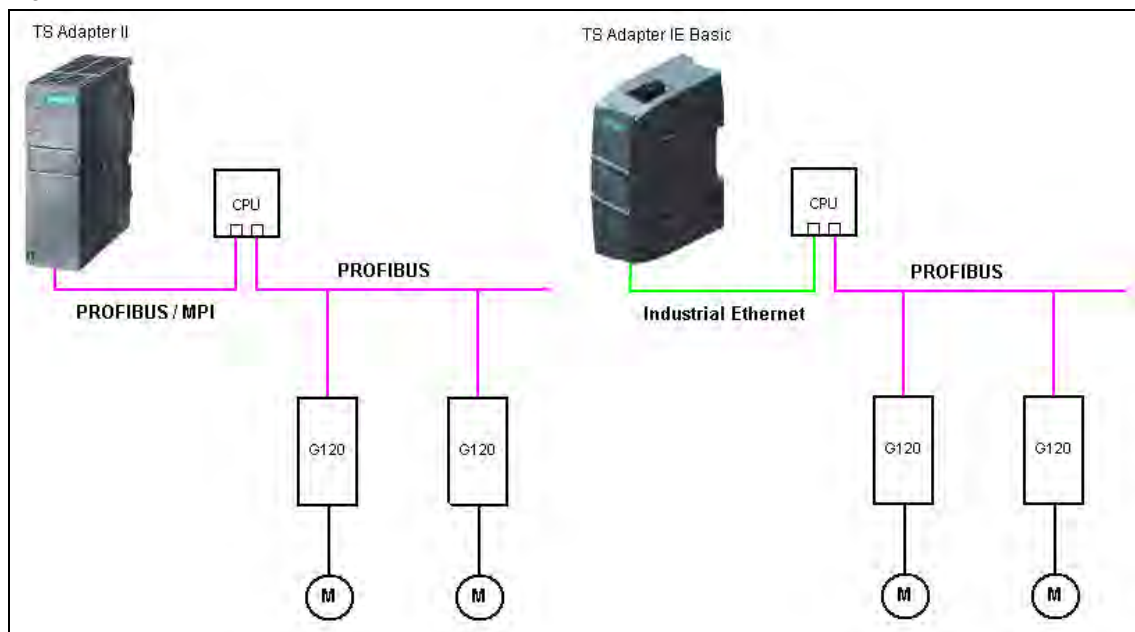 TS Adapter II
CPU
PROFIBUS
PROFIBUS / MPI
G120
G120
M
M
TS Adapter IE Basic
CPU
PROFIBUS
Industrial Ethernet
G120
G120
M
M